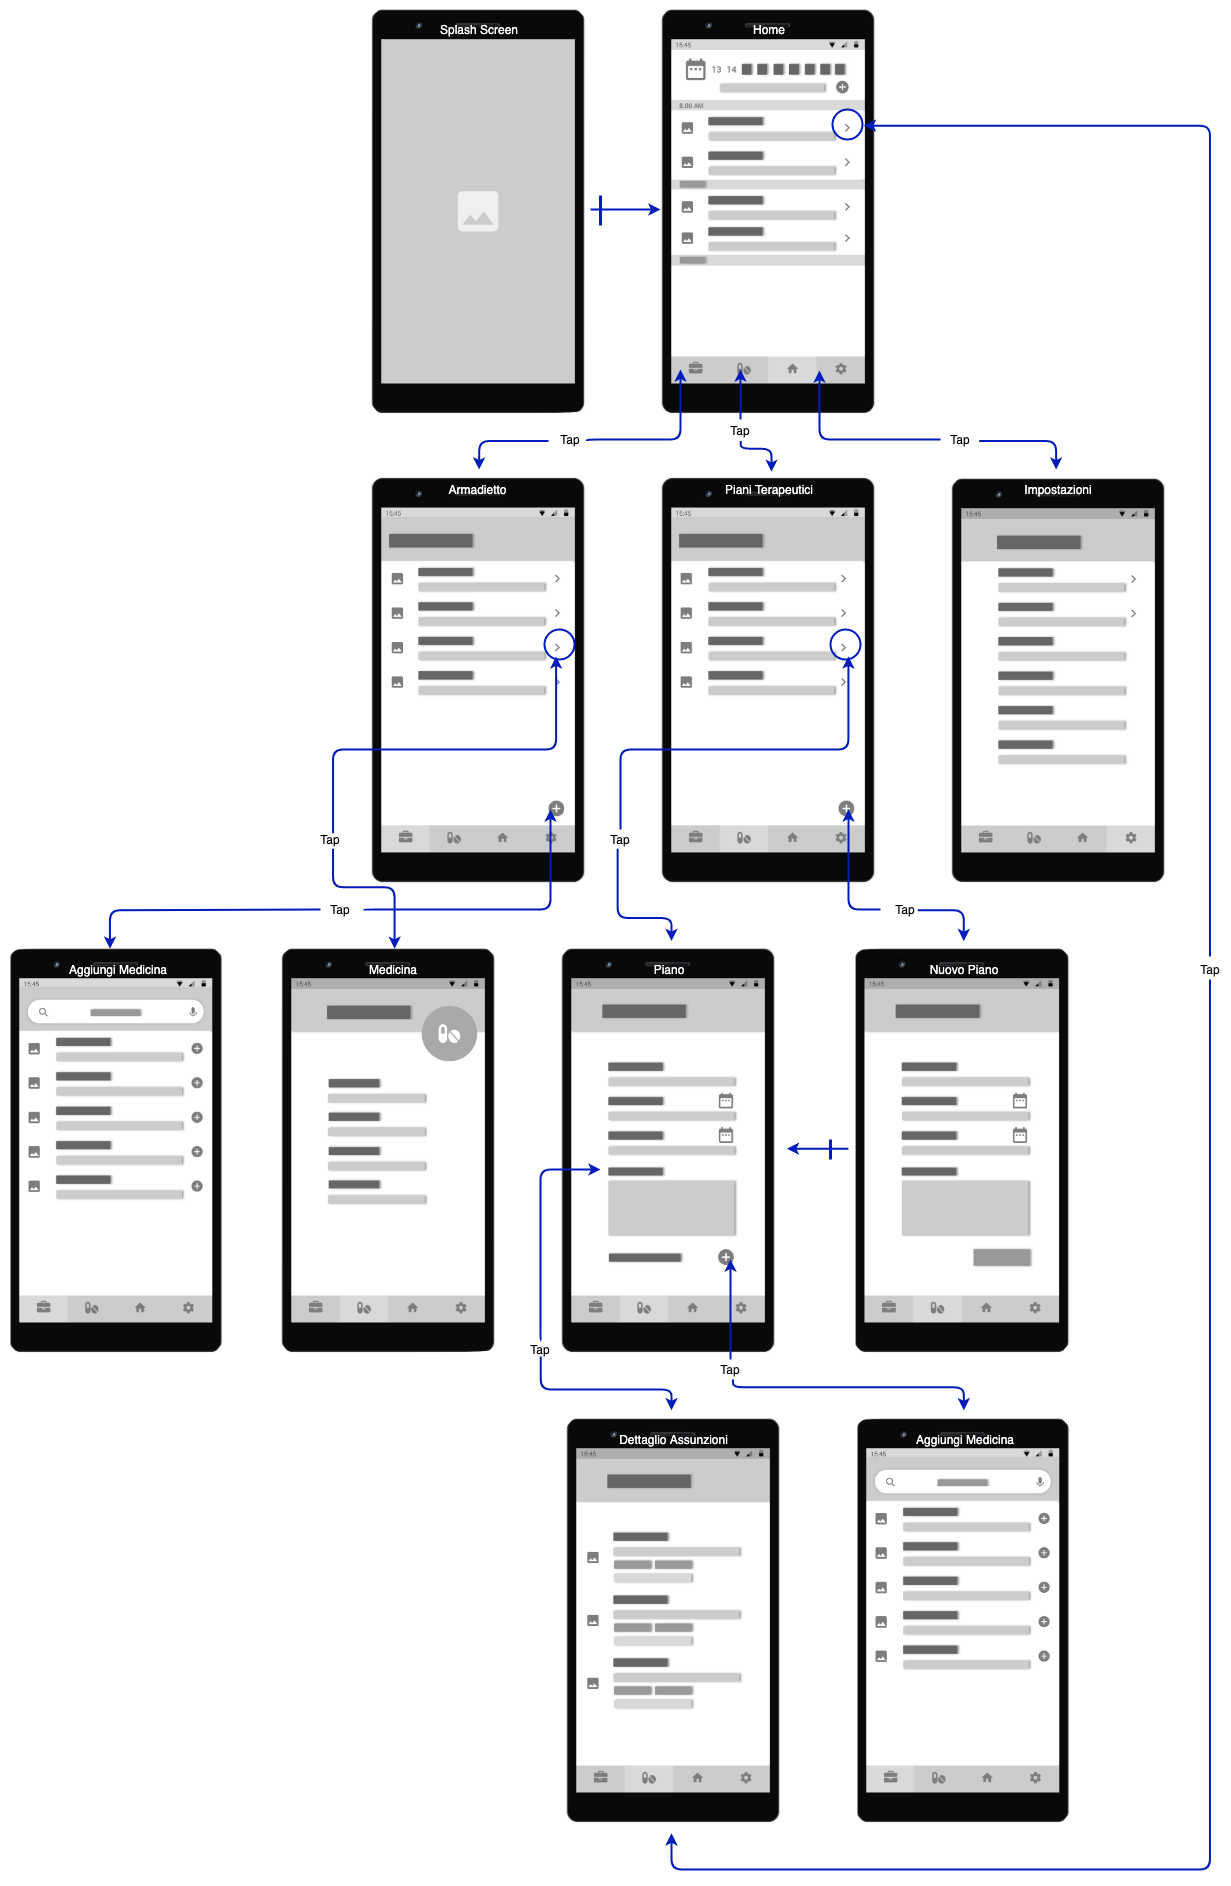 Splash Screen
Home
15:45
13 14
8.00 AM
Tap
Tap
Tap
Armadietto
Piani Terapeutici
Impostazioni
15:45
15:45
15:45
Tap
Tap
Tap
Tap
Aggiungi Medicina
Medicina
Piano
Nuovo Piano
Tap
15:45
15:45
15:45
15:45
Tap
Tap
Dettaglio Assunzioni
Aggiungi Medicina
15:45
15:45